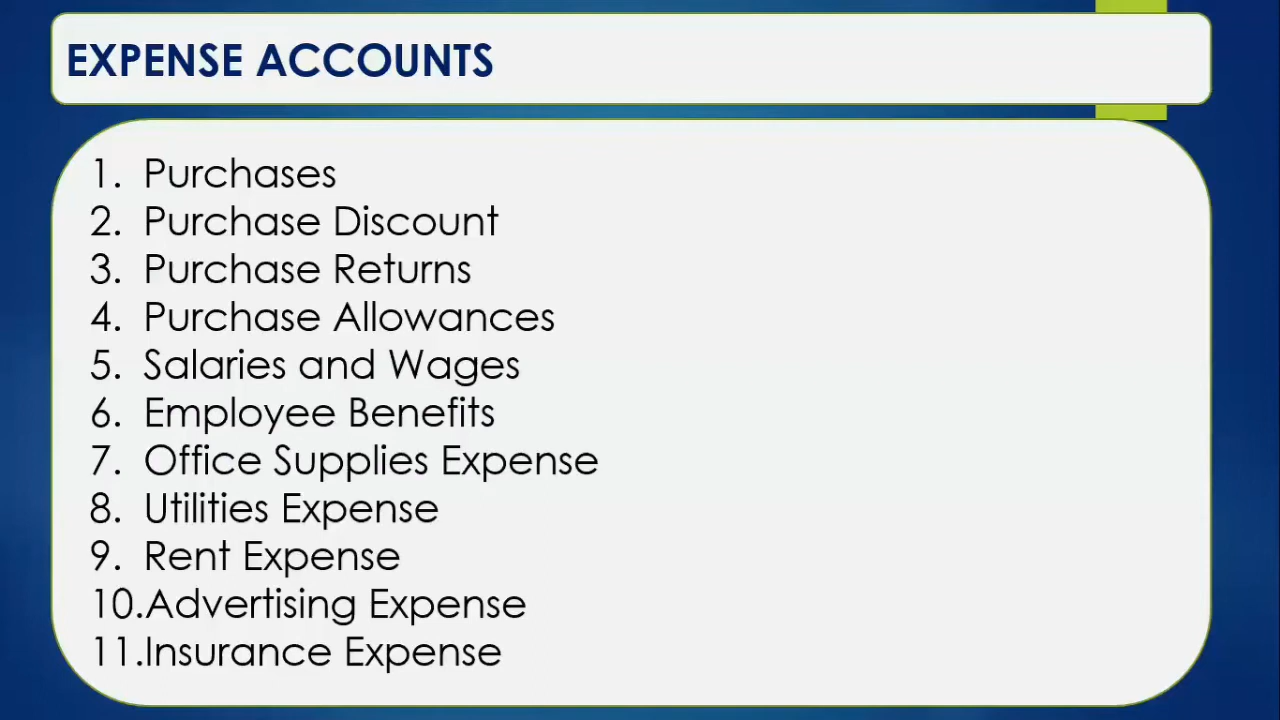 EXPENSE ACCOUNTS
1. Purchases
2. Purchase Discount
3. Purchase Returns
4. Purchase Allowances
5. Salaries and Wages
6. Employee Benefits
7. Office Supplies Expense
8. Utilities Expense
9. Rent Expense
10.Advertising Expense
11.Insurance Expense